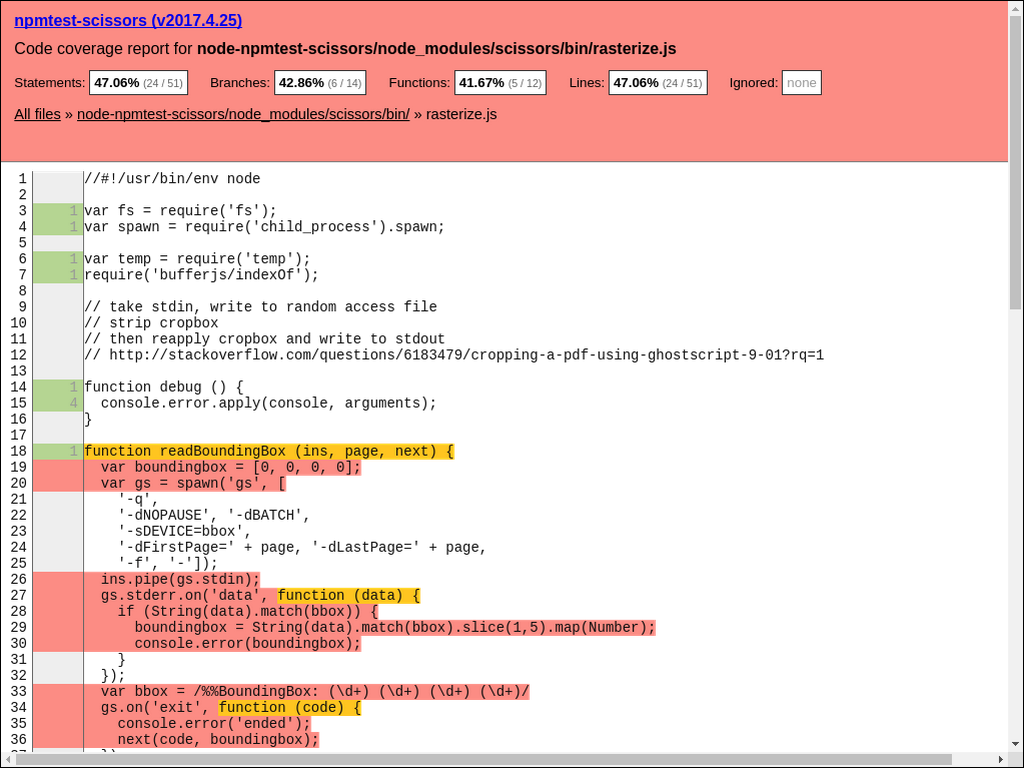 npmtest-scissors (v2017.4.25)
Code coverage report for node-npmtest-scissors/node_modules/scissors/bin/rasterize.js
Statements: 47.06% (24 / 51) Branches: 42.86% (6 / 14) Functions: 41.67% (5 / 12) Lines: 47.06% (24 / 51) Ignored: none
All files » node-npmtest-scissors/node_modules/scissors/bin/ » rasterize.js
1 //#!/usr/bin/env node
2
3 1 var fs = require('fs');
4 1 var spawn = require('child_process').spawn;
5
6 1 var temp = require('temp');
7 1 require('bufferjs/indexOf');
8
9 // take stdin, write to random access file
10 // strip cropbox
11 // then reapply cropbox and write to stdout
12 // http://stackoverflow.com/questions/6183479/cropping-a-pdf-using-ghostscript-9-01?rq=1
13
14 1 function debug () {
15 4 console.error.apply(console, arguments);
16 }
17
18 1 function readBoundingBox (ins, page, next) {
19 var boundingbox = [0, 0, 0, 0];
20 var gs = spawn('gs', [
21 '-q',
22 '-dNOPAUSE', '-dBATCH',
23 '-sDEVICE=bbox',
24 '-dFirstPage=' + page, '-dLastPage=' + page,
25 '-f', '-']);
26 ins.pipe(gs.stdin);
27 gs.stderr.on('data', function (data) {
28 if (String(data).match(bbox)) {
29 boundingbox = String(data).match(bbox).slice(1,5).map(Number);
30 console.error(boundingbox);
31 }
32 });
33 var bbox = /%%BoundingBox: (\d+) (\d+) (\d+) (\d+)/
34 gs.on('exit', function (code) {
35 console.error('ended');
36 next(code, boundingbox);